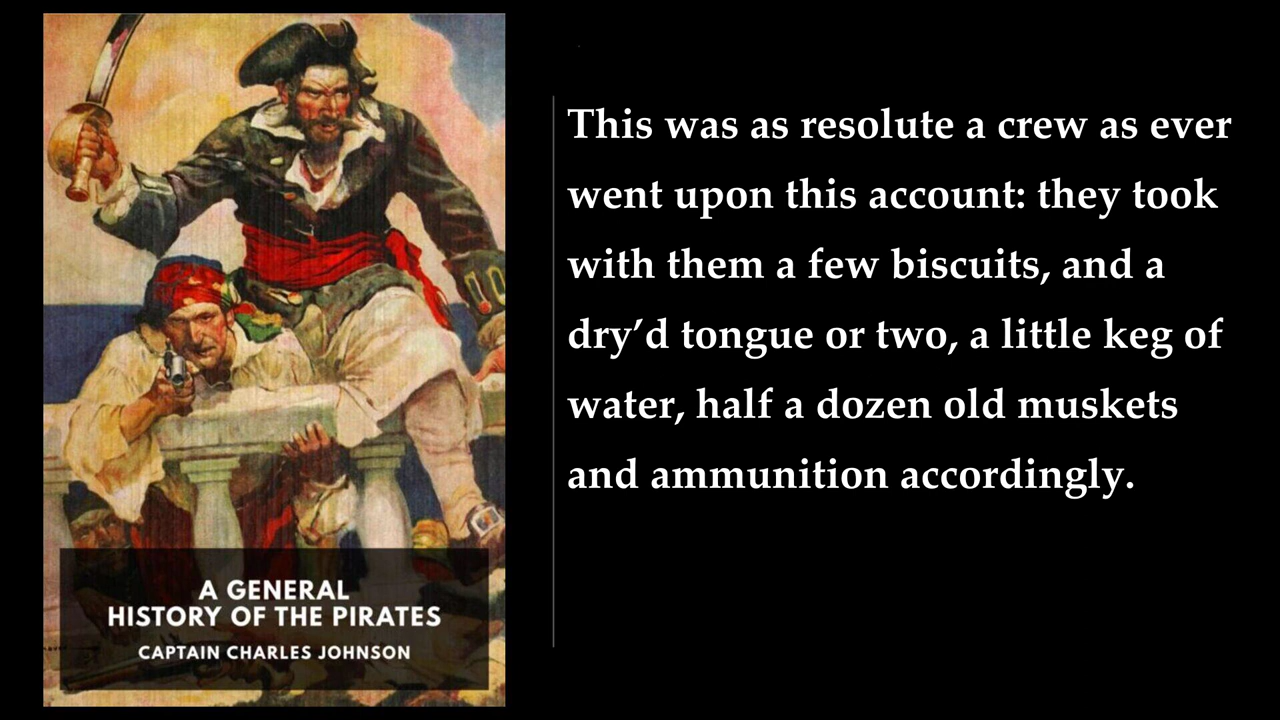 This was as resolute a crew as ever
went upon this account: they took
with them a few biscuits, and a
dry’d tongue or two, a little keg of
water, half a dozen old muskets
and ammunition accordingly.
A GENERAL
HISTORY OF THE PIRATES
CAPTAIN CHARLES JOHNSON